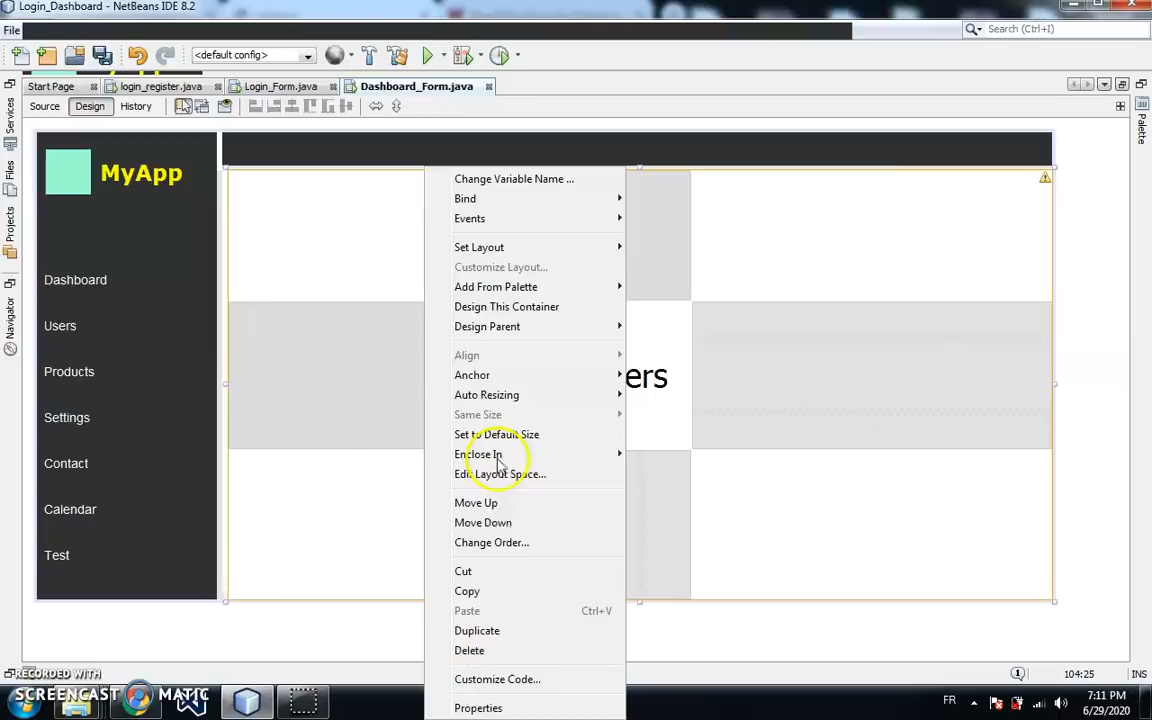 Login_Dashboard - NetBeans IDE 8.2
File
Search (Ctrl+I)
<default config>
MyApp
Start Page
login_register.java
Login_Form.java
Dashboard_Form.java
Source
Design
History
Services
Files
Projects
Navigator
Palette
MyApp
Dashboard
Users
Products
Settings
Contact
Calendar
Test
Change Variable Name ...
Bind
Events
Set Layout
Customize Layout...
Add From Palette
Design This Container
Design Parent
Align
Anchor
Auto Resizing
Same Size
Set to Default Size
Enclose In
Edit Layout Space...
Move Up
Move Down
Change Order...
Cut
Copy
Paste Ctrl+V
Duplicate
Delete
Customize Code...
Properties
ers
104:25
INS
RECORDED WITH
SCREENCAST MATIC
FR
7:11 PM
6/29/2020